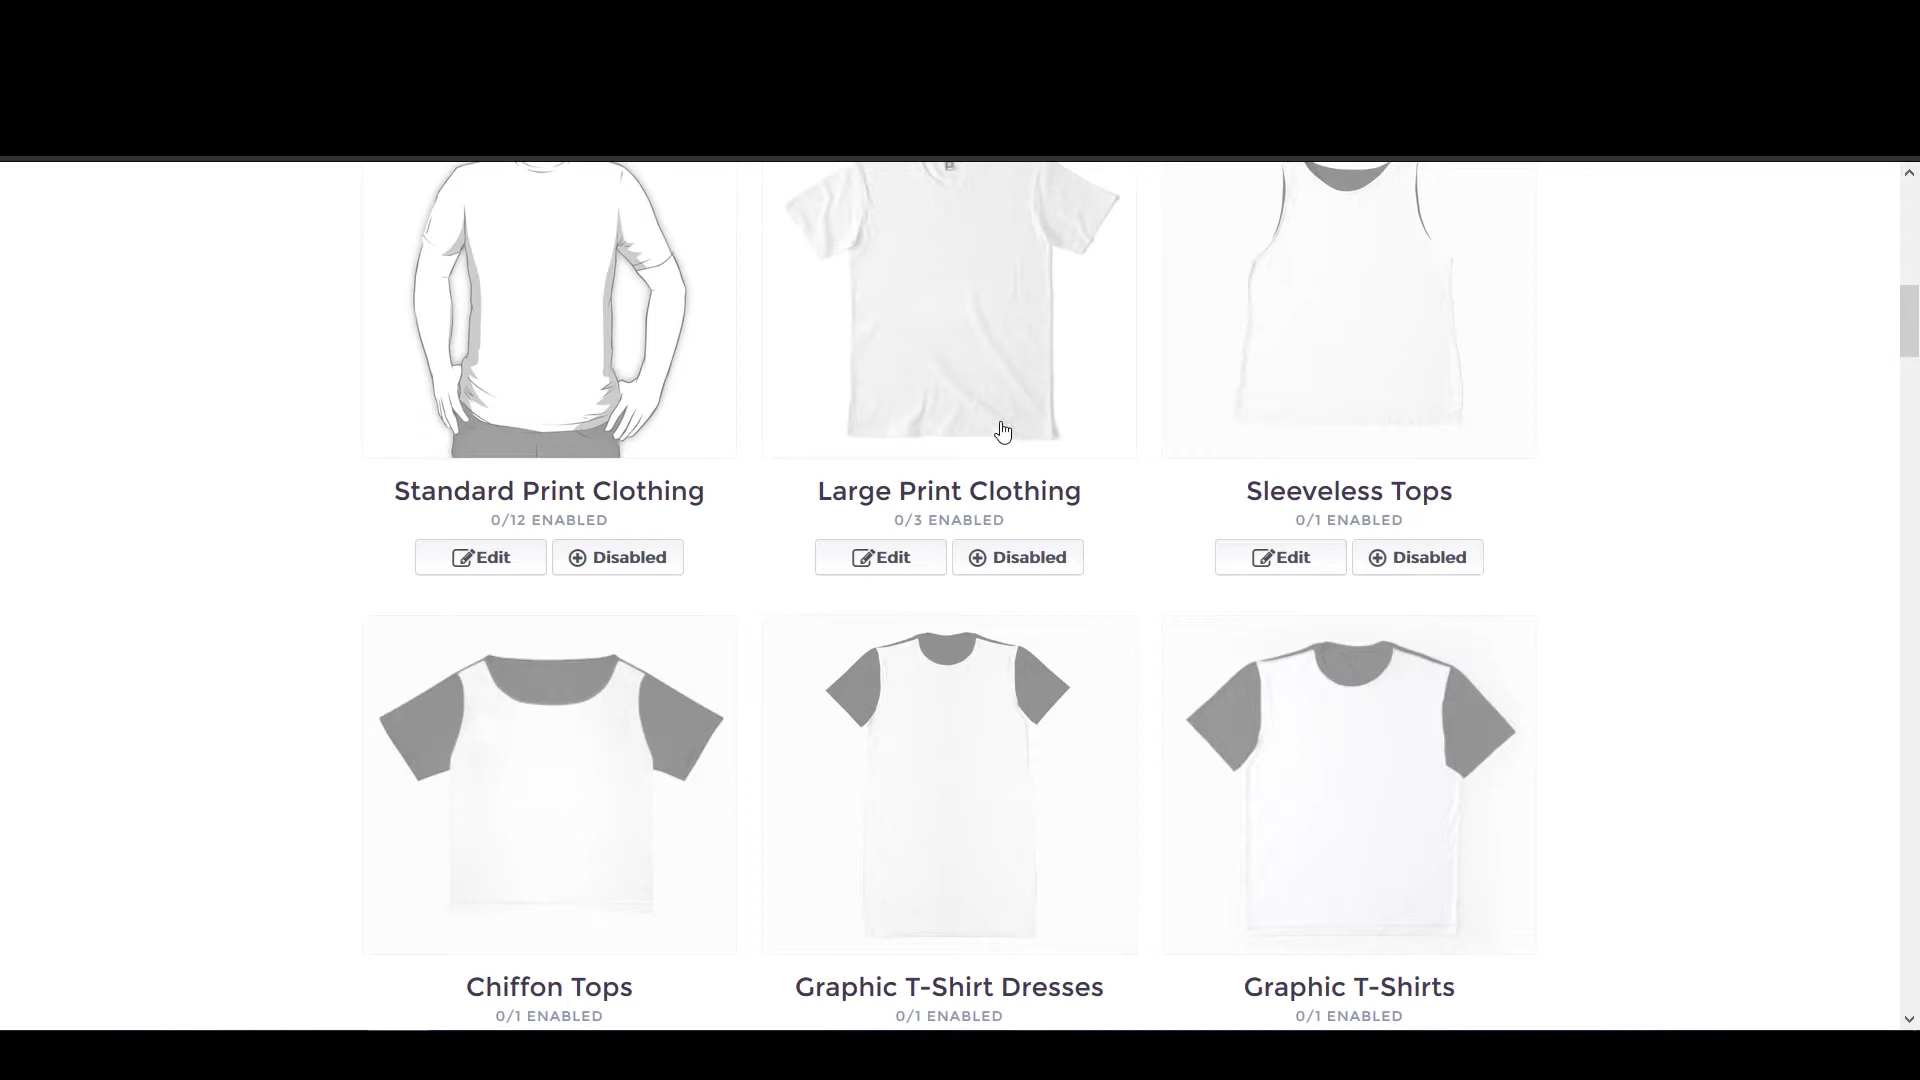 Standard Print Clothing
0/12 ENABLED
Edit
Disabled
Large Print Clothing
0/3 ENABLED
Edit
Disabled
Sleeveless Tops
0/1 ENABLED
Edit
Disabled
Chiffon Tops
0/1 ENABLED
Graphic T-Shirt Dresses
0/1 ENABLED
Graphic T-Shirts
0/1 ENABLED